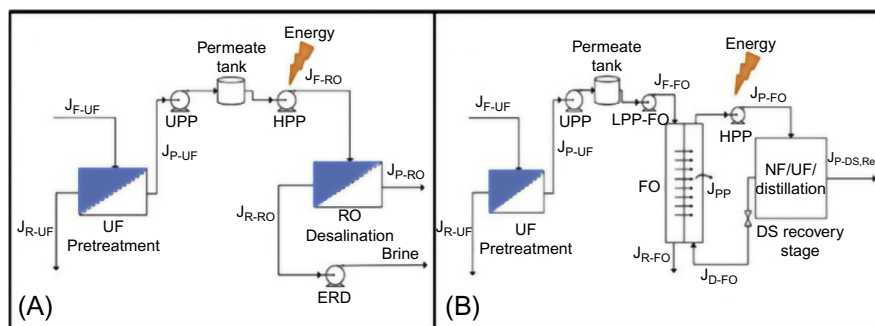 Energy
Permeate
tank
J_F-RO
J_F-UF
UPP
HPP
J_P-UF
J_P-RO
J_R-UF
UF
Pretreatment
J_R-RO
RO
Desalination
Brine
ERD
(A)
Energy
Permeate
tank
J_F-FO
J_P-FO
J_F-UF
UPP
LPP-FO
HPP
J_P-UF
J_P-DS,Re
FO
J_PP
NF/UF/
distillation
J_R-UF
UF
Pretreatment
DS recovery
stage
J_R-FO
J_D-FO
(B)